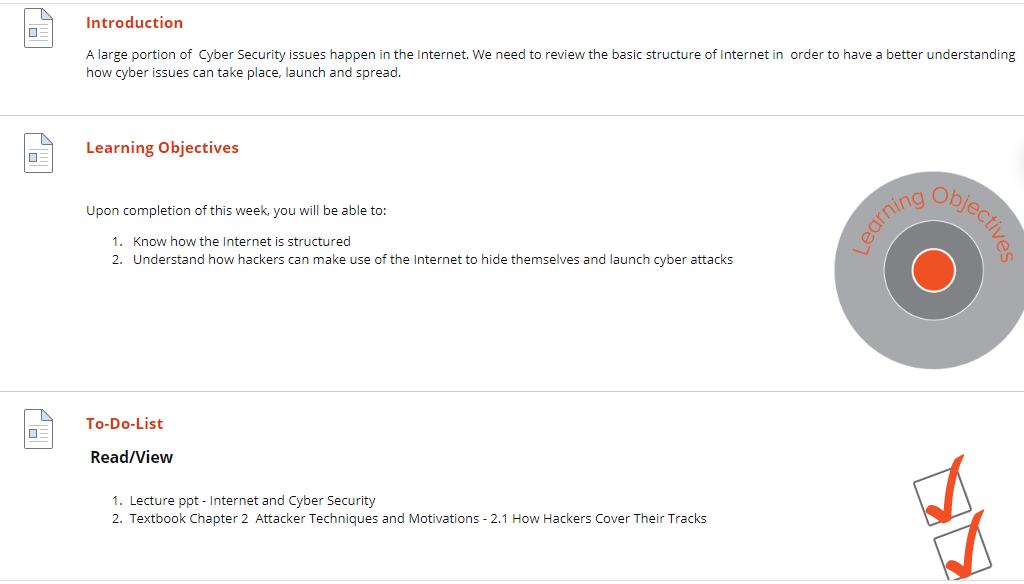 Introduction
A large portion of  Cyber Security issues happen in the Internet. We need to review the basic structure of Internet in  order to have a better understanding
how cyber issues can take place, launch and spread.
Learning Objectives
Upon completion of this week, you will be able to:
1. Know how the Internet is structured
2. Understand how hackers can make use of the Internet to hide themselves and launch cyber attacks
Learning Objectives
To-Do-List
Read/View
1. Lecture ppt - Internet and Cyber Security
2. Textbook Chapter 2  Attacker Techniques and Motivations - 2.1 How Hackers Cover Their Tracks